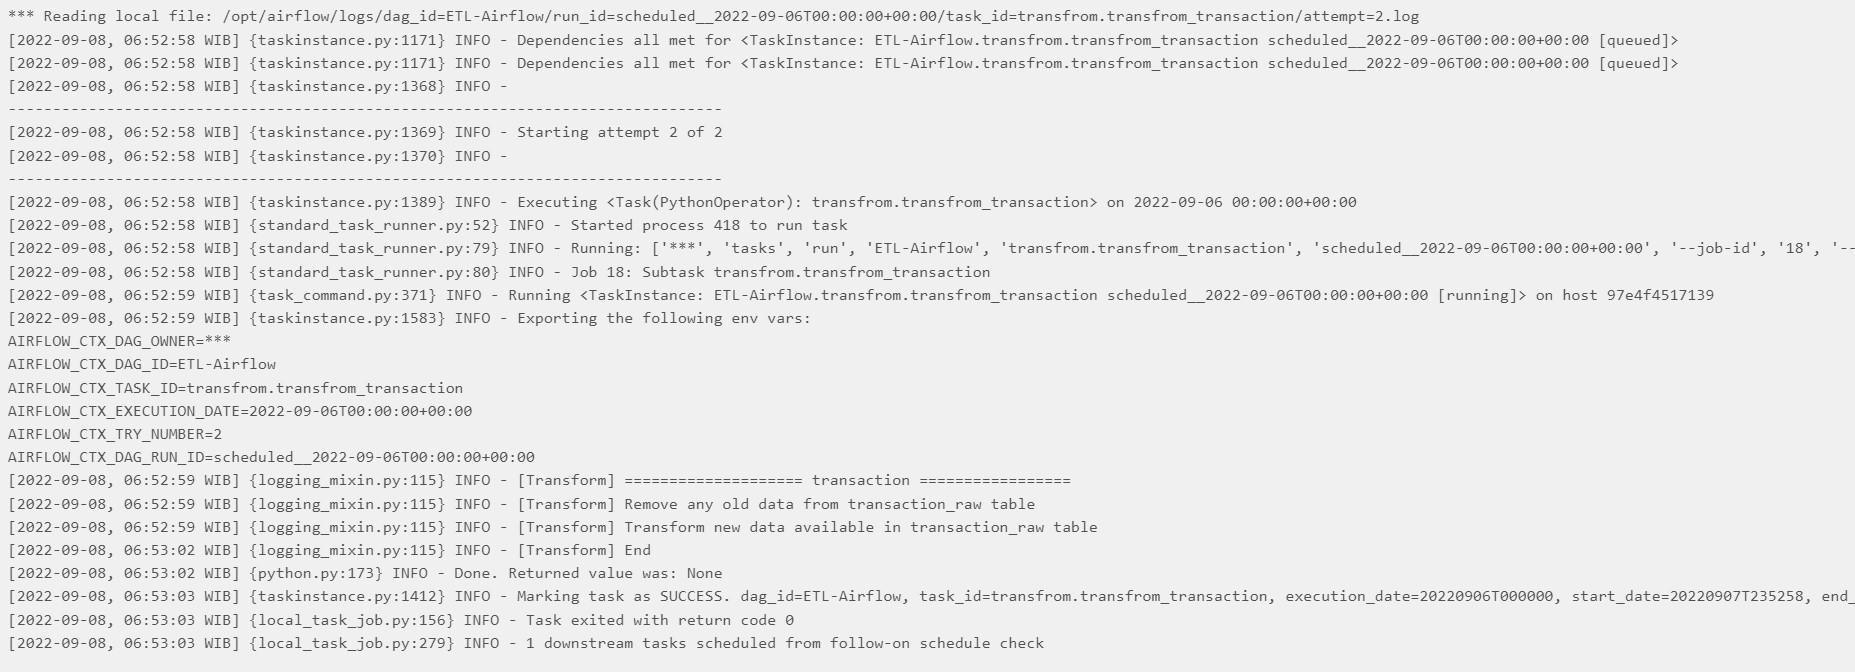 *** Reading local file: /opt/airflow/logs/dag_id=ETL-Airflow/run_id=scheduled__2022-09-06T00:00:00+00:00/task_id=transfrom.transfrom_transaction/attempt=2.log
[2022-09-08, 06:52:58 WIB] {taskinstance.py:1171} INFO - Dependencies all met for <TaskInstance: ETL-Airflow.transfrom.transfrom_transaction scheduled__2022-09-06T00:00:00+00:00 [queued]>
[2022-09-08, 06:52:58 WIB] {taskinstance.py:1171} INFO - Dependencies all met for <TaskInstance: ETL-Airflow.transfrom.transfrom_transaction scheduled__2022-09-06T00:00:00+00:00 [queued]>
[2022-09-08, 06:52:58 WIB] {taskinstance.py:1368} INFO -
--------------------------------------------------------------------------------
[2022-09-08, 06:52:58 WIB] {taskinstance.py:1369} INFO - Starting attempt 2 of 2
[2022-09-08, 06:52:58 WIB] {taskinstance.py:1370} INFO -
--------------------------------------------------------------------------------
[2022-09-08, 06:52:58 WIB] {taskinstance.py:1389} INFO - Executing <Task(PythonOperator): transfrom.transfrom_transaction> on 2022-09-06 00:00:00+00:00
[2022-09-08, 06:52:58 WIB] {standard_task_runner.py:52} INFO - Started process 418 to run task
[2022-09-08, 06:52:58 WIB] {standard_task_runner.py:79} INFO - Running: ['***', 'tasks', 'run', 'ETL-Airflow', 'transfrom.transfrom_transaction', 'scheduled__2022-09-06T00:00:00+00:00', '--job-id', '18', '--
[2022-09-08, 06:52:58 WIB] {standard_task_runner.py:80} INFO - Job 18: Subtask transfrom.transfrom_transaction
[2022-09-08, 06:52:59 WIB] {task_command.py:371} INFO - Running <TaskInstance: ETL-Airflow.transfrom.transfrom_transaction scheduled__2022-09-06T00:00:00+00:00 [running]> on host 97e4f4517139
[2022-09-08, 06:52:59 WIB] {taskinstance.py:1583} INFO - Exporting the following env vars:
AIRFLOW_CTX_DAG_OWNER=***
AIRFLOW_CTX_DAG_ID=ETL-Airflow
AIRFLOW_CTX_TASK_ID=transfrom.transfrom_transaction
AIRFLOW_CTX_EXECUTION_DATE=2022-09-06T00:00:00+00:00
AIRFLOW_CTX_TRY_NUMBER=2
AIRFLOW_CTX_DAG_RUN_ID=scheduled__2022-09-06T00:00:00+00:00
[2022-09-08, 06:52:59 WIB] {logging_mixin.py:115} INFO - [Transform] ==================== transaction =================
[2022-09-08, 06:52:59 WIB] {logging_mixin.py:115} INFO - [Transform] Remove any old data from transaction_raw table
[2022-09-08, 06:52:59 WIB] {logging_mixin.py:115} INFO - [Transform] Transform new data available in transaction_raw table
[2022-09-08, 06:53:02 WIB] {logging_mixin.py:115} INFO - [Transform] End
[2022-09-08, 06:53:02 WIB] {python.py:173} INFO - Done. Returned value was: None
[2022-09-08, 06:53:03 WIB] {taskinstance.py:1412} INFO - Marking task as SUCCESS. dag_id=ETL-Airflow, task_id=transfrom.transfrom_transaction, execution_date=20220906T000000, start_date=20220907T235258, end_
[2022-09-08, 06:53:03 WIB] {local_task_job.py:156} INFO - Task exited with return code 0
[2022-09-08, 06:53:03 WIB] {local_task_job.py:279} INFO - 1 downstream tasks scheduled from follow-on schedule check